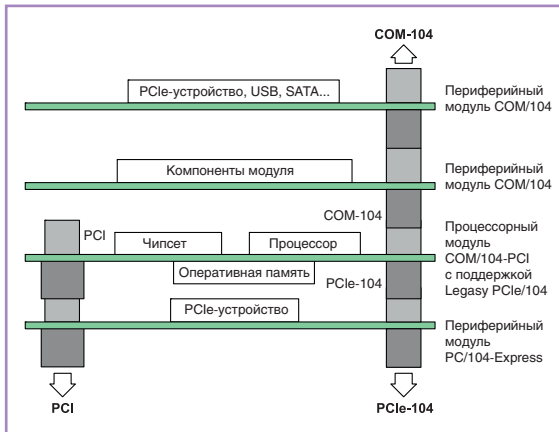 COM-104
PCIe-устройство, USB, SATA...
Периферийный
модуль COM/104
Компоненты модуля
Периферийный
модуль COM/104
COM-104
PCI
Чипсет
Процессор
Процессорный
модуль
COM/104-PCI
с поддержкой
Legasy PCIe/104
Оперативная память
PCIe-104
PCIe-устройство
Периферийный
модуль
PC/104-Express
PCI
PCIe-104